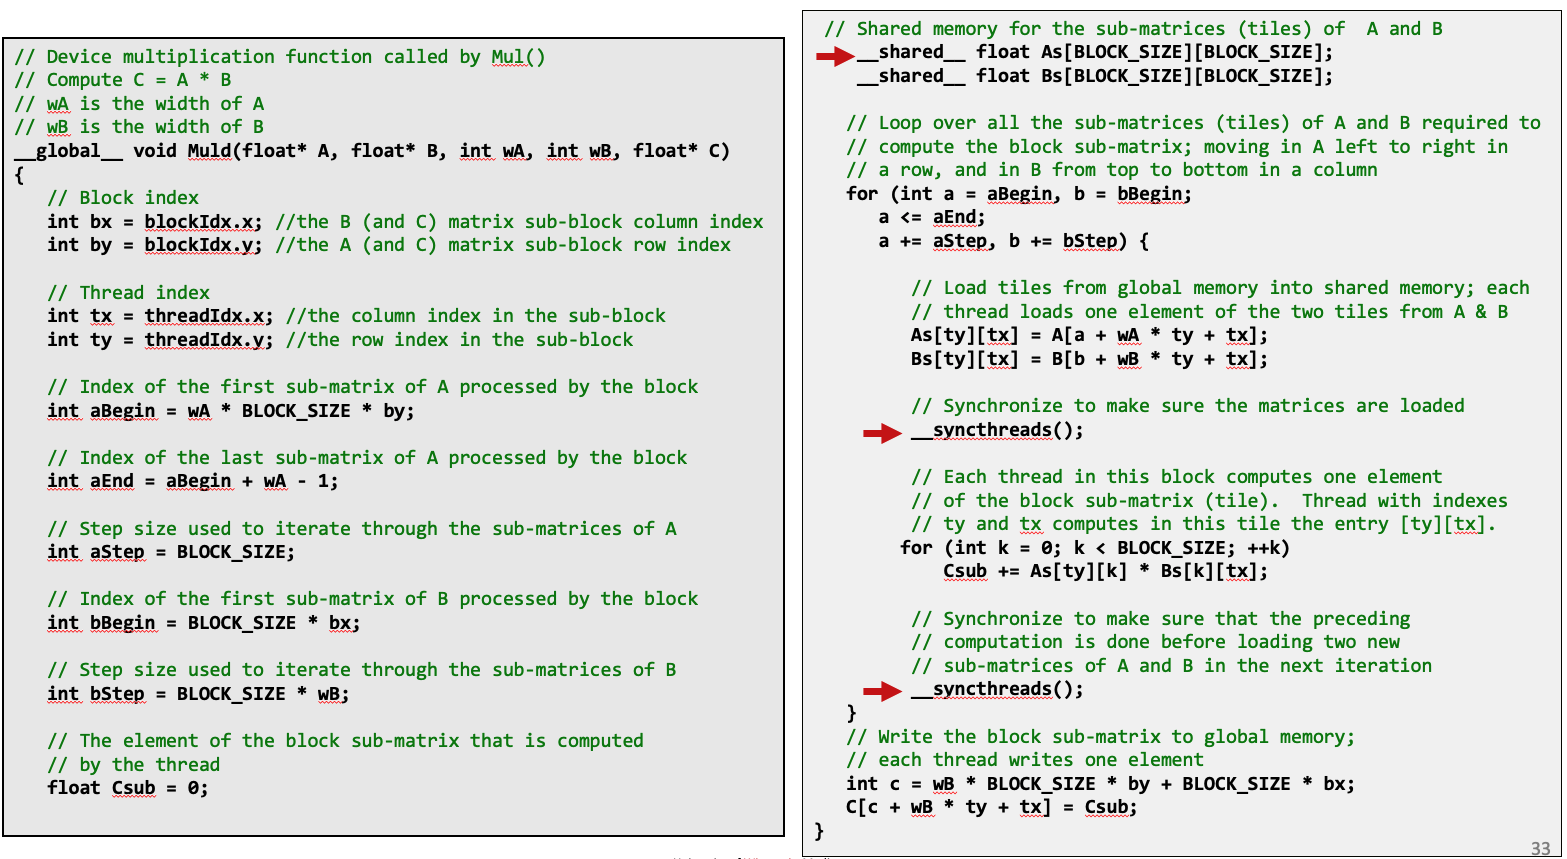 // Device multiplication function called by Mul()
// Compute C = A * B
// wA is the width of A
// wB is the width of B
__global__ void Muld(float* A, float* B, int wA, int wB, float* C)
{
// Block index
int bx = blockIdx.x; //the B (and C) matrix sub-block column index
int by = blockIdx.y; //the A (and C) matrix sub-block row index
// Thread index
int tx = threadIdx.x; //the column index in the sub-block
int ty = threadIdx.y; //the row index in the sub-block
// Index of the first sub-matrix of A processed by the block
int aBegin = wA * BLOCK_SIZE * by;
// Index of the last sub-matrix of A processed by the block
int aEnd = aBegin + wA - 1;
// Step size used to iterate through the sub-matrices of A
int aStep = BLOCK_SIZE;
// Index of the first sub-matrix of B processed by the block
int bBegin = BLOCK_SIZE * bx;
// Step size used to iterate through the sub-matrices of B
int bStep = BLOCK_SIZE * wB;
// The element of the block sub-matrix that is computed
// by the thread
float Csub = 0;
// Shared memory for the sub-matrices (tiles) of  A and B
__shared__ float As[BLOCK_SIZE][BLOCK_SIZE];
__shared__ float Bs[BLOCK_SIZE][BLOCK_SIZE];
// Loop over all the sub-matrices (tiles) of A and B required to
// compute the block sub-matrix; moving in A left to right in
// a row, and in B from top to bottom in a column
for (int a = aBegin, b = bBegin;
a <= aEnd;
a += aStep, b += bStep) {
// Load tiles from global memory into shared memory; each
// thread loads one element of the two tiles from A & B
As[ty][tx] = A[a + wA * ty + tx];
Bs[ty][tx] = B[b + wB * ty + tx];
// Synchronize to make sure the matrices are loaded
__syncthreads();
// Each thread in this block computes one element
// of the block sub-matrix (tile).  Thread with indexes
// ty and tx computes in this tile the entry [ty][tx].
for (int k = 0; k < BLOCK_SIZE; ++k)
Csub += As[ty][k] * Bs[k][tx];
// Synchronize to make sure that the preceding
// computation is done before loading two new
// sub-matrices of A and B in the next iteration
__syncthreads();
}
// Write the block sub-matrix to global memory;
// each thread writes one element
int c = wB * BLOCK_SIZE * by + BLOCK_SIZE * bx;
C[c + wB * ty + tx] = Csub;
}
33